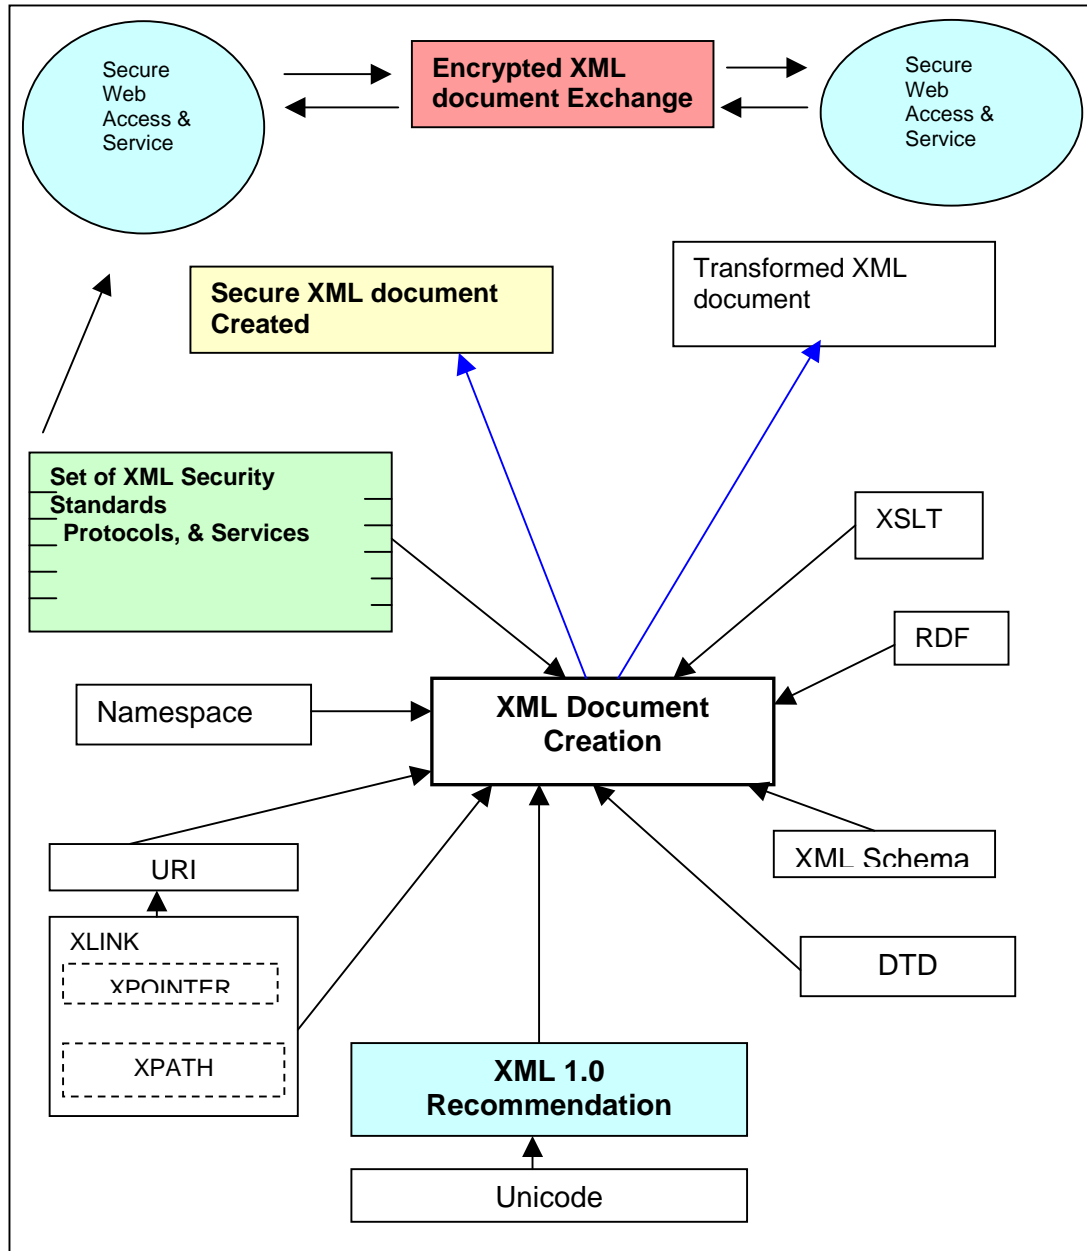 Secure
Web
Access &
Service
Encrypted XML
document Exchange
Secure
Web
Access &
Service
Secure XML document
Created
Transformed XML
document
Set of XML Security
Standards
Protocols, & Services
XSLT
RDF
Namespace
XML Document
Creation
URI
XML Schema
XLINK
XPOINTER
XPATH
DTD
XML 1.0
Recommendation
Unicode